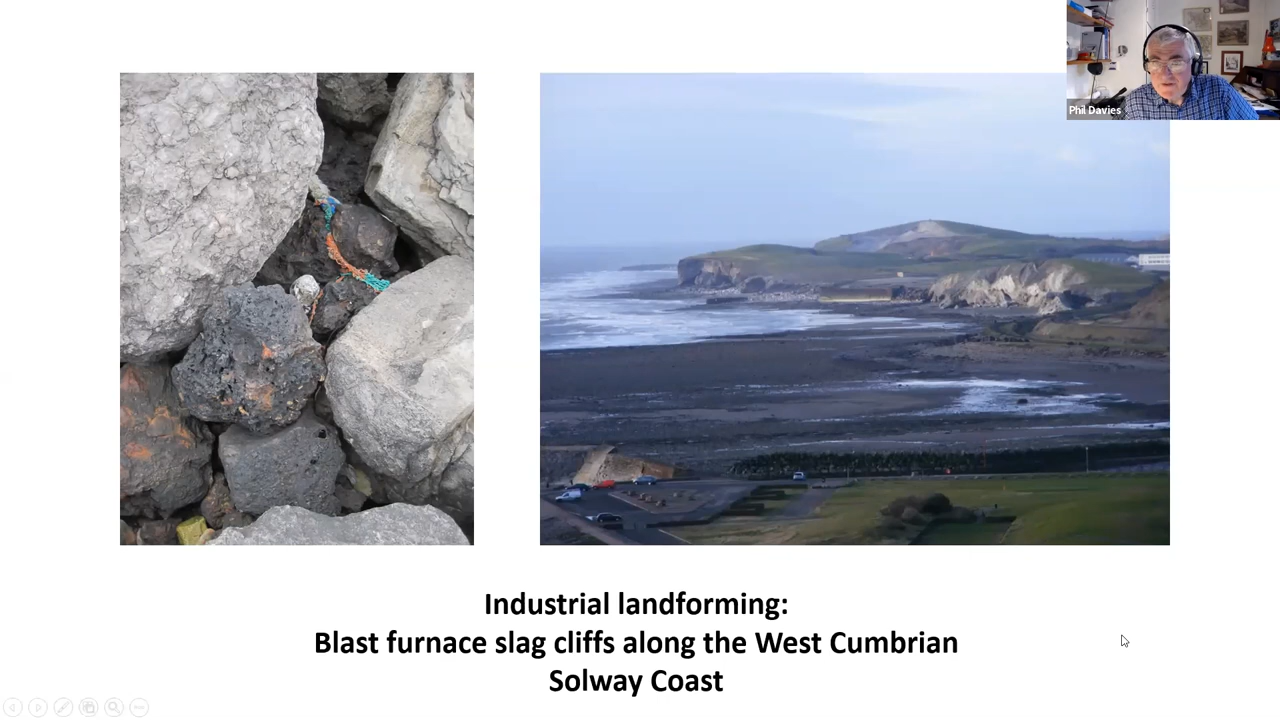 Phil Davies
Industrial landforming:
Blast furnace slag cliffs along the West Cumbrian
Solway Coast